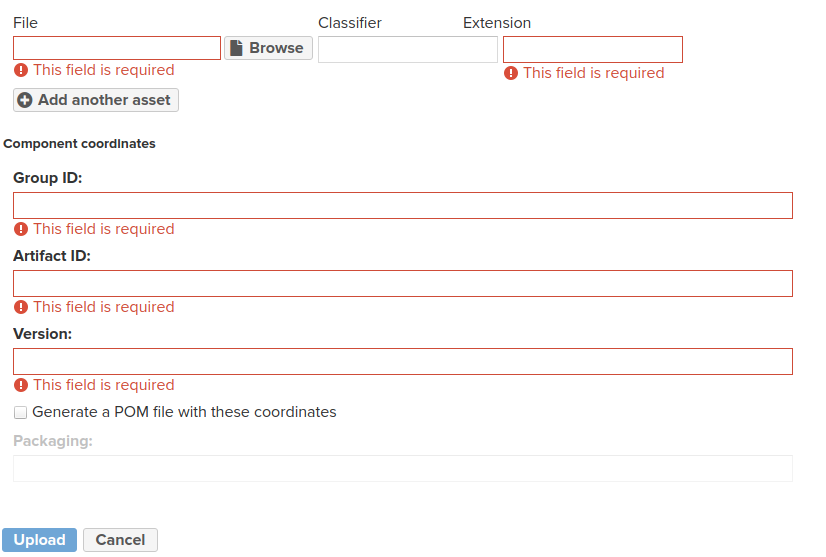 File Classifier Extension
Browse
This field is required
This field is required
Add another asset
Component coordinates
Group ID:
This field is required
Artifact ID:
This field is required
Version:
This field is required
Generate a POM file with these coordinates
Packaging:
Upload Cancel